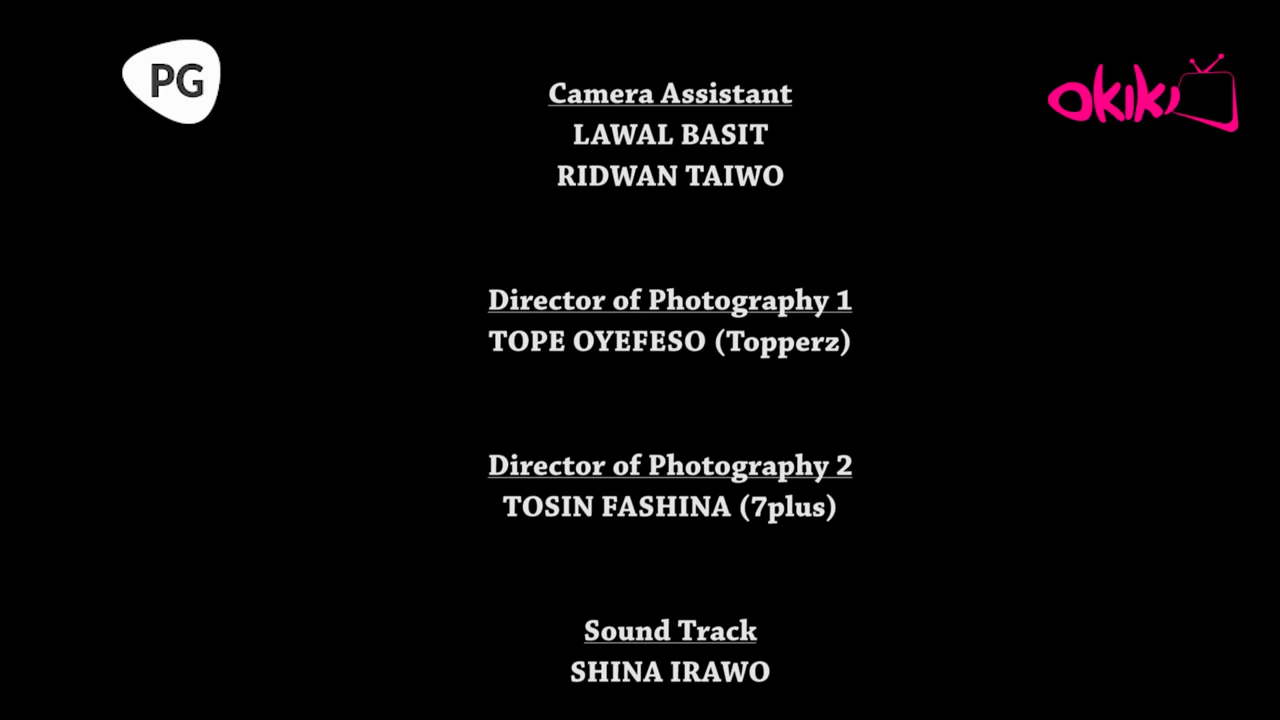 PG
okiki
Camera Assistant
LAWAL BASIT
RIDWAN TAIWO
Director of Photography 1
TOPE OYEFESO (Topperz)
Director of Photography 2
TOSIN FASHINA (7plus)
Sound Track
SHINA IRAWO